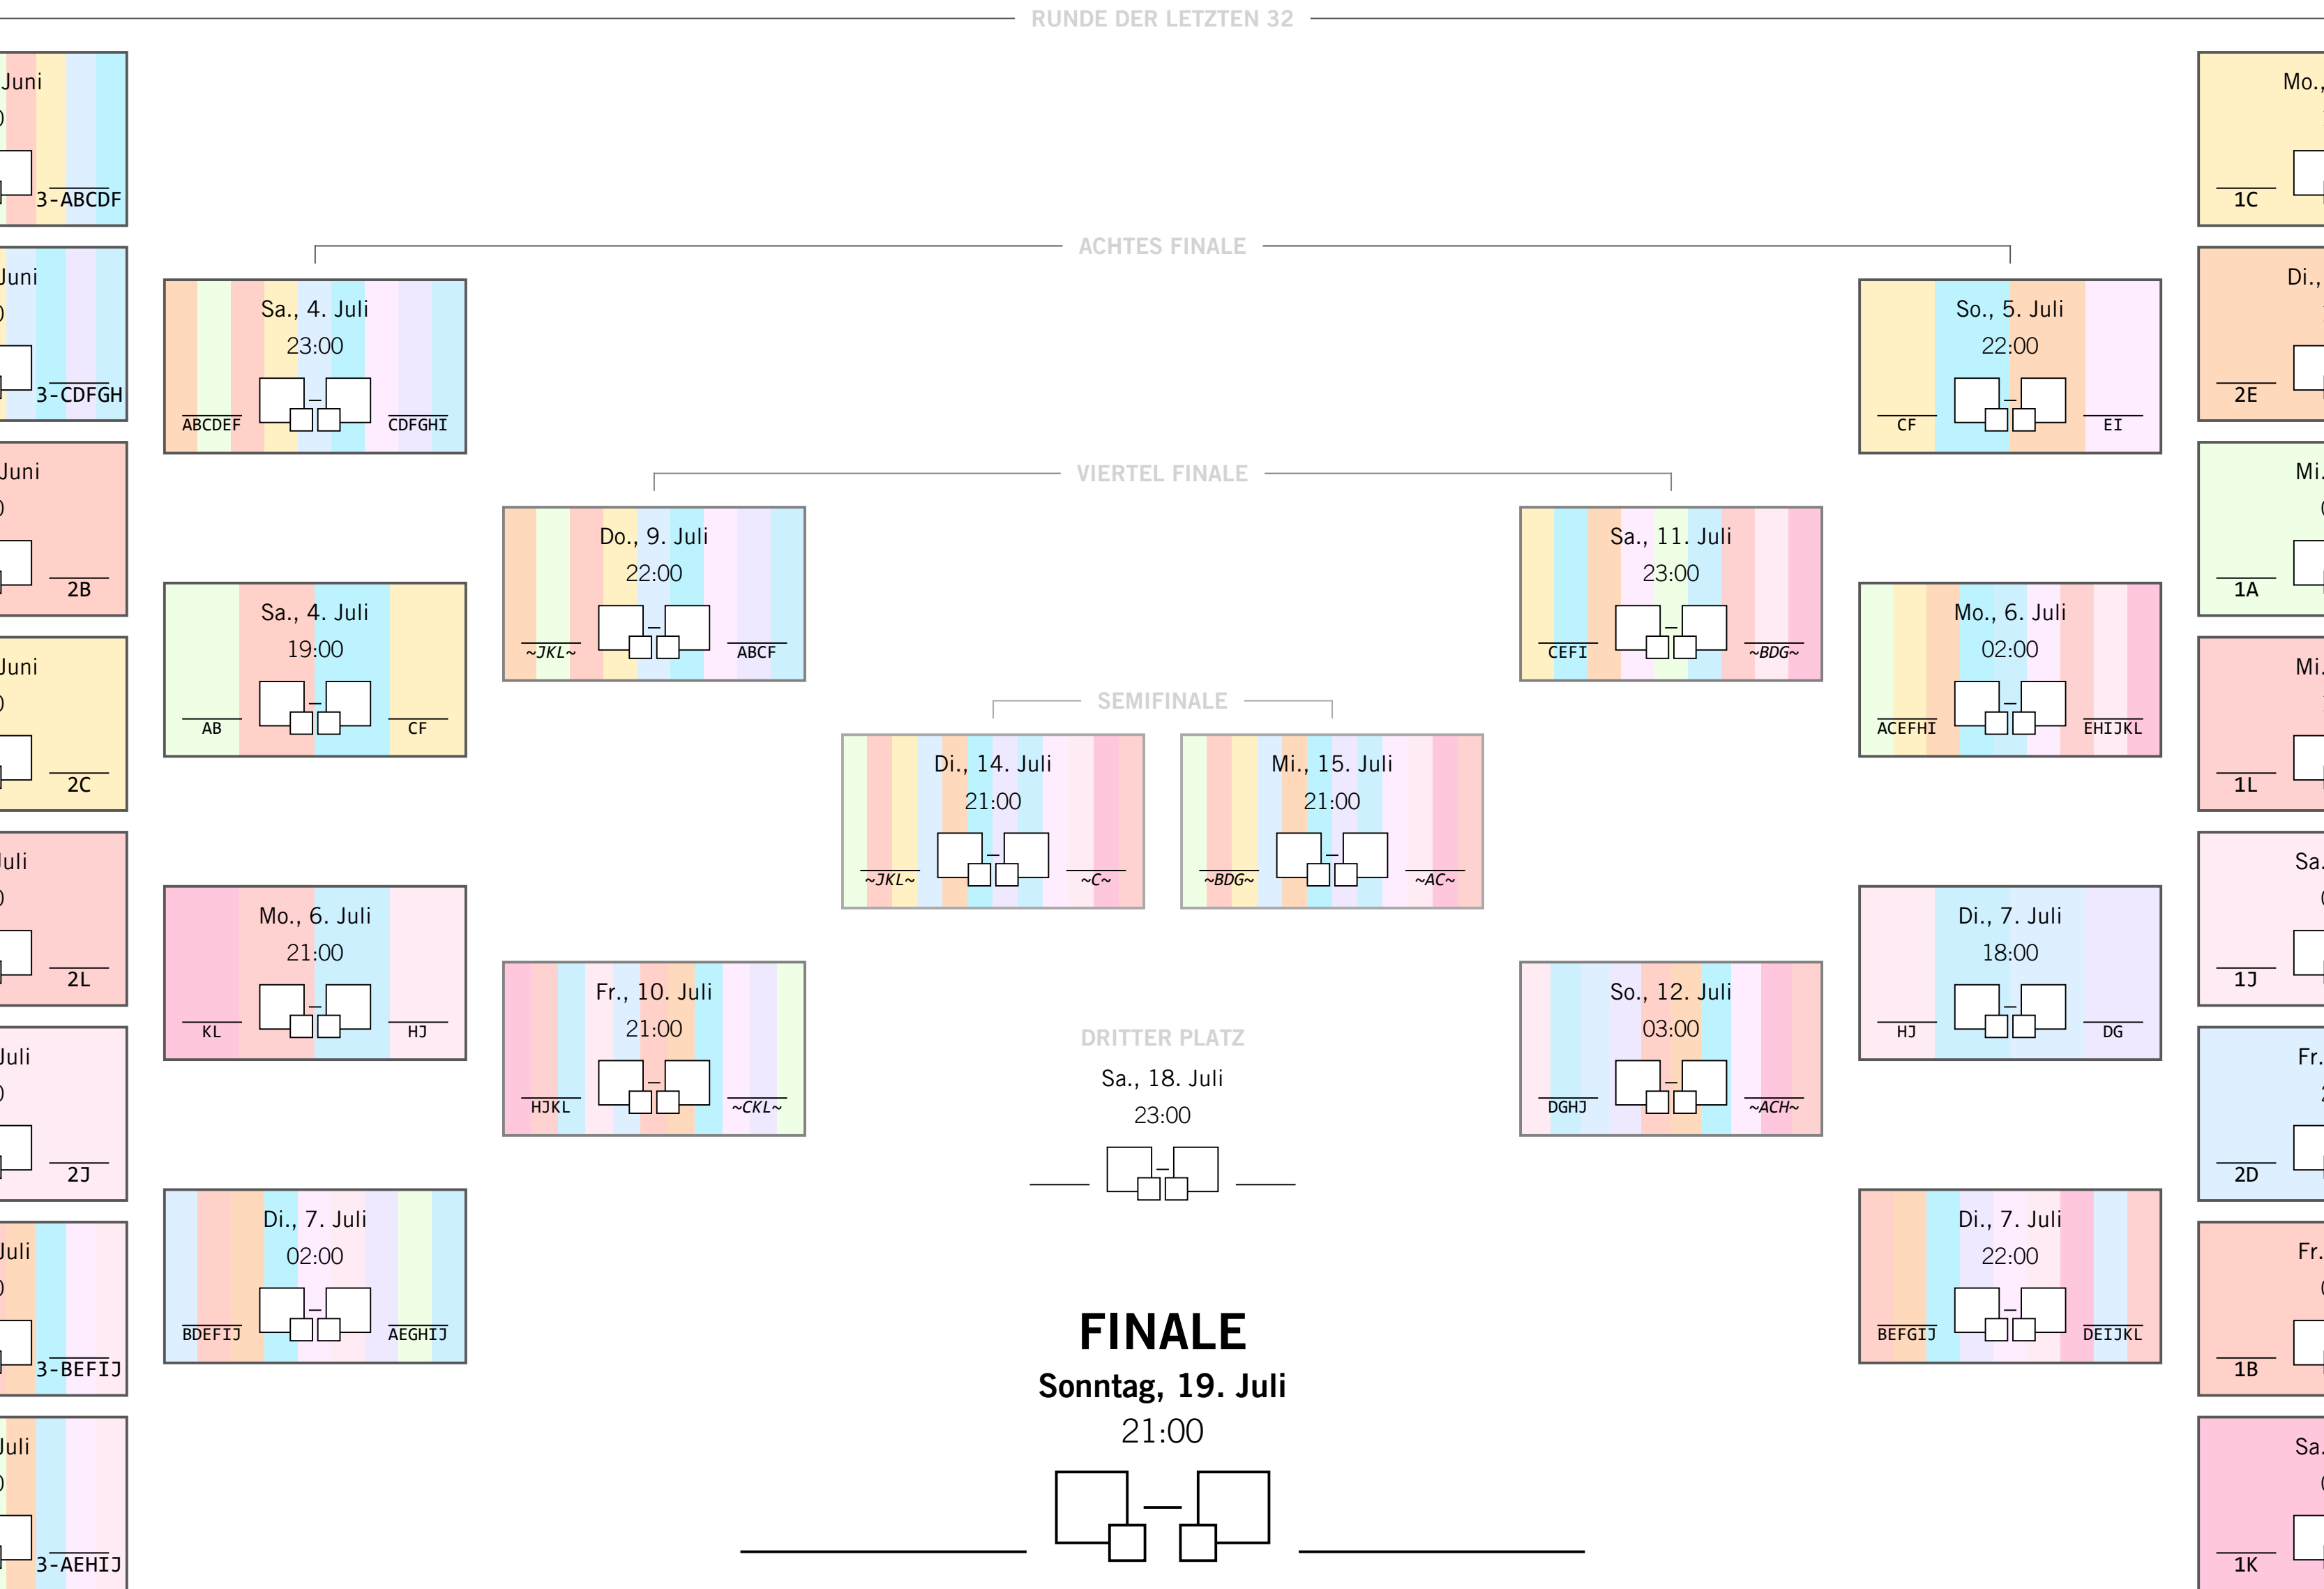 RUNDE DER LETZTEN 32
Juni
3-ABCDF
Mo.,
1C
ACHTES FINALE
Juni
3-CDFGH
Sa., 4. Juli
23:00
ABCDEF – CDFGHI
So., 5. Juli
22:00
CF – EI
Di.,
2E
VIERTEL FINALE
Juni
2B
Do., 9. Juli
22:00
~JKL~ – ABCF
Sa., 11. Juli
23:00
CEFI – ~BDG~
Mi.
1A
Sa., 4. Juli
19:00
AB – CF
Mo., 6. Juli
02:00
ACEFHI – EHIJKL
Juni
2C
Mi.
1L
SEMIFINALE
Di., 14. Juli
21:00
~JKL~ – ~C~
Mi., 15. Juli
21:00
~BDG~ – ~AC~
Juli
2L
Sa.
1J
Mo., 6. Juli
21:00
KL – HJ
Di., 7. Juli
18:00
HJ – DG
Fr., 10. Juli
21:00
HJKL – ~CKL~
So., 12. Juli
03:00
DGHJ – ~ACH~
DRITTER PLATZ
Sa., 18. Juli
23:00
–
Juli
2J
Fr.
2D
Di., 7. Juli
02:00
BDEFIJ – AEGHIJ
Di., 7. Juli
22:00
BEFGIJ – DEIJKL
Juli
3-BEFIJ
Fr.
1B
FINALE
Sonntag, 19. Juli
21:00
–
Juli
3-AEHIJ
Sa.
1K